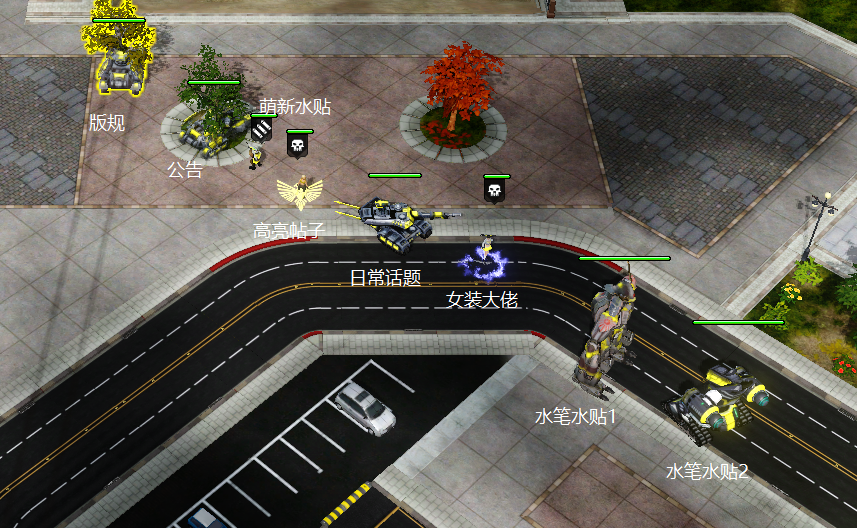 萌新水贴
版规
公告
高亮帖子
日常话题
女装大佬
水笔水贴1
水笔水贴2